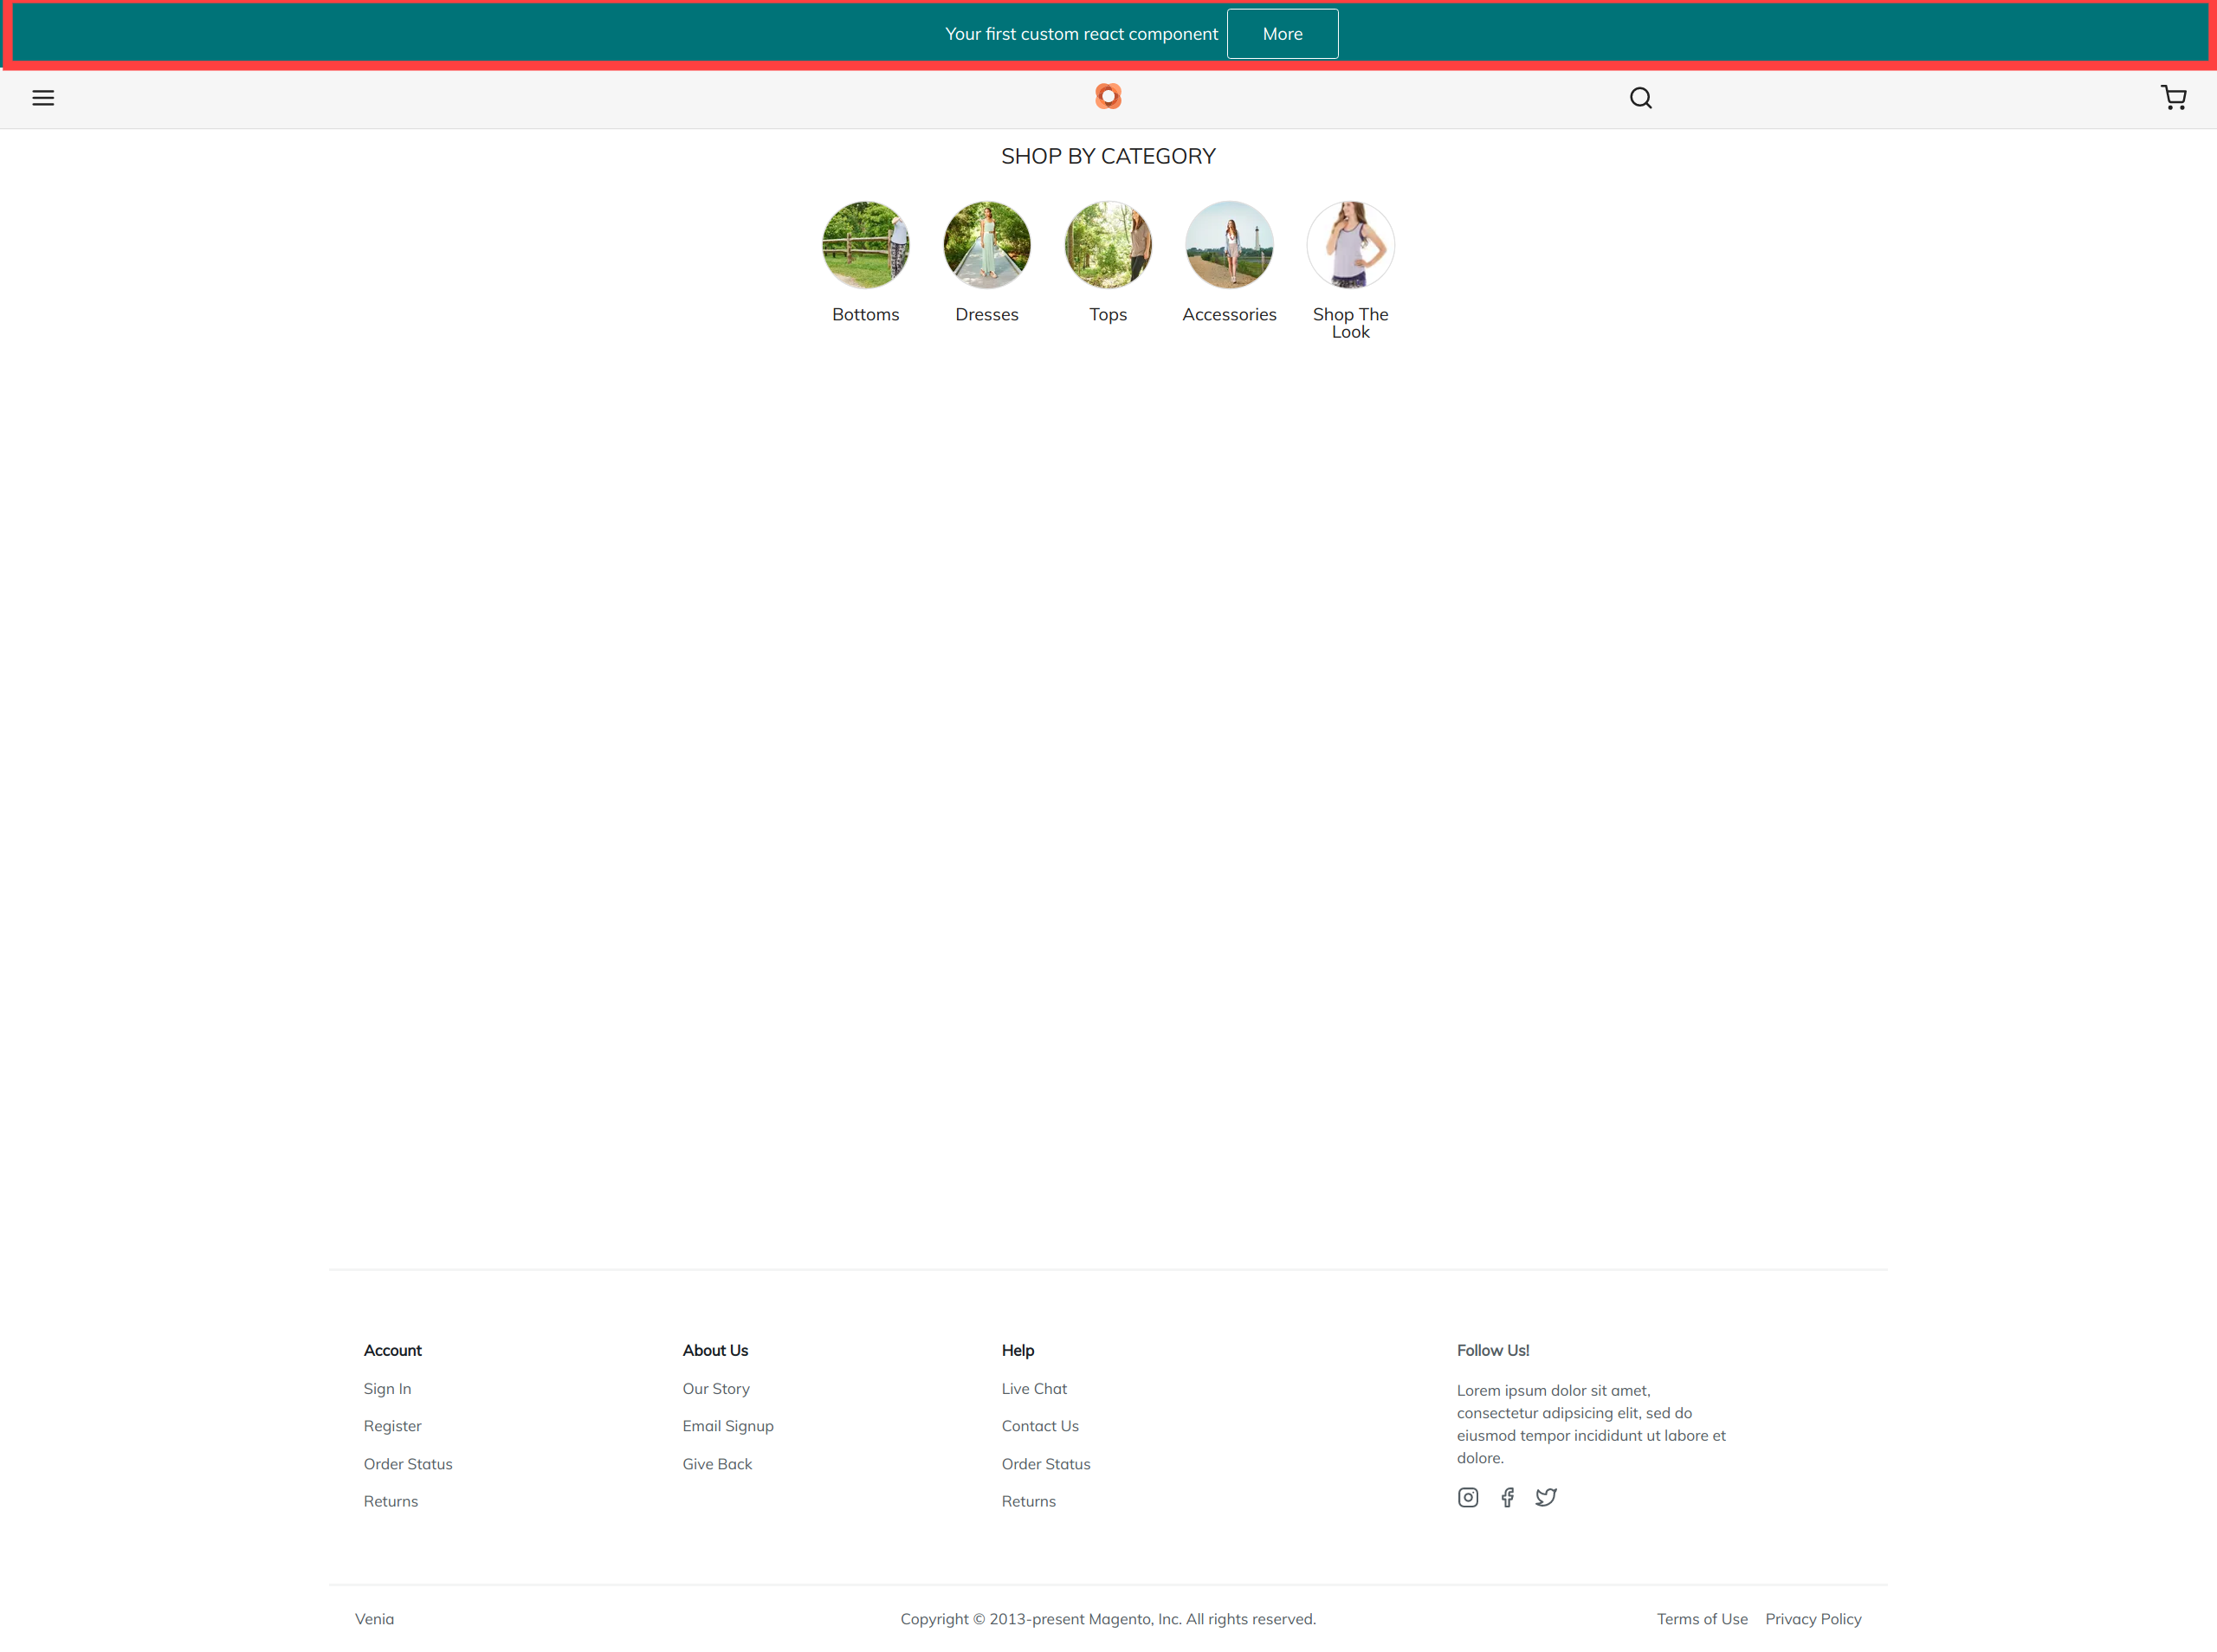 Your first custom react component More
SHOP BY CATEGORY
Bottoms
Dresses
Tops
Accessories
Shop The
Look
Account
Sign In
Register
Order Status
Returns
About Us
Our Story
Email Signup
Give Back
Help
Live Chat
Contact Us
Order Status
Returns
Follow Us!
Lorem ipsum dolor sit amet,
consectetur adipsicing elit, sed do
eiusmod tempor incididunt ut labore et
dolore.
Venia
Copyright © 2013-present Magento, Inc. All rights reserved.
Terms of Use Privacy Policy